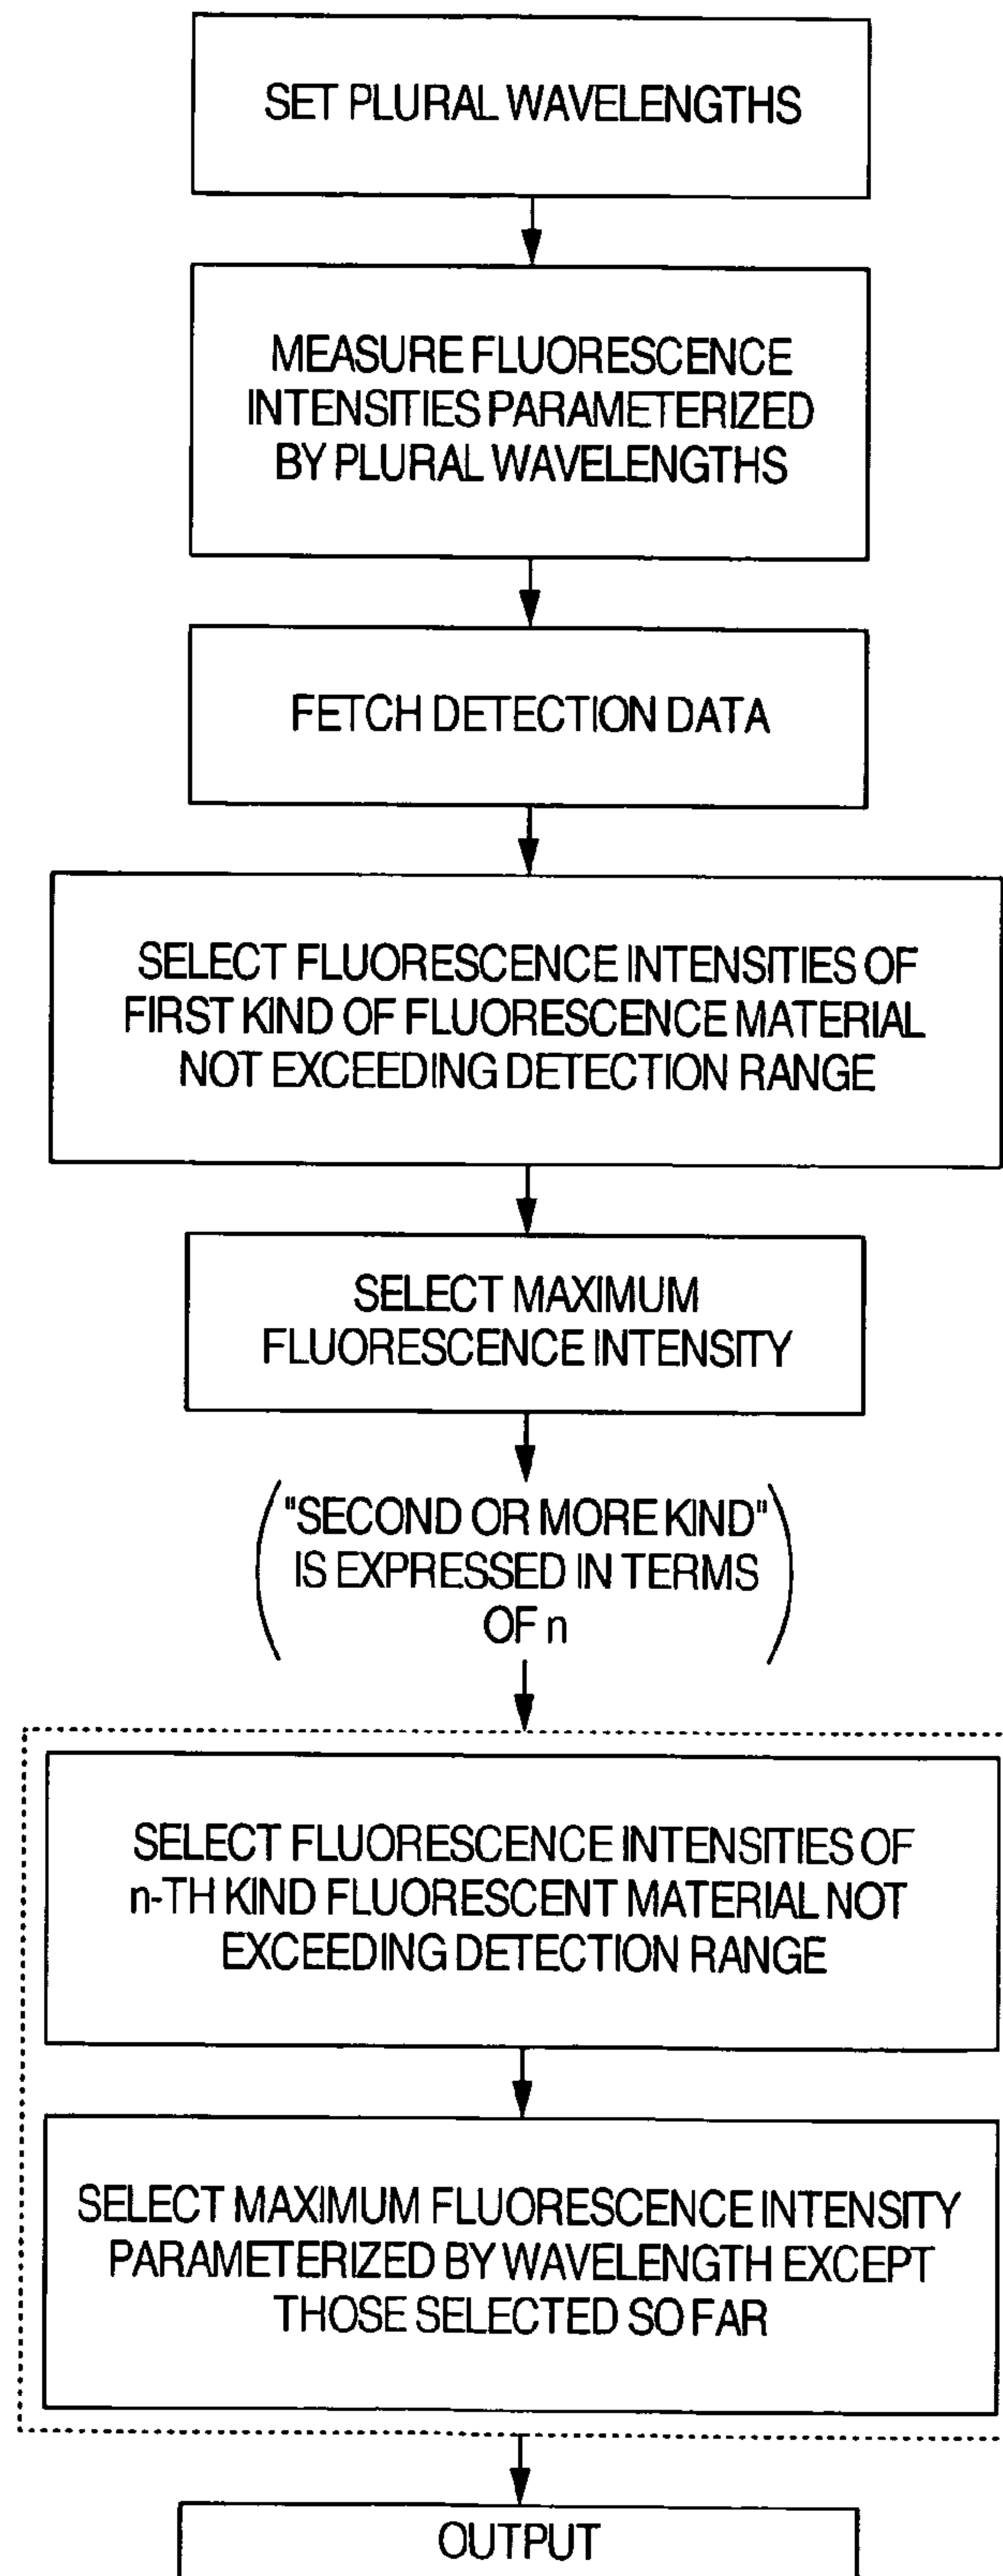 SET PLURAL WAVELENGTHS
MEASURE FLUORESCENCE
INTENSITIES PARAMETERIZED
BY PLURAL WAVELENGTHS
FETCH DETECTION DATA
SELECT FLUORESCENCE INTENSITIES OF
FIRST KIND OF FLUORESCENCE MATERIAL
NOT EXCEEDING DETECTION RANGE
SELECT MAXIMUM
FLUORESCENCE INTENSITY
"SECOND OR MORE KIND"
IS EXPRESSED IN TERMS
OF n
SELECT FLUORESCENCE INTENSITIES OF
n-TH KIND FLUORESCENT MATERIAL NOT
EXCEEDING DETECTION RANGE
SELECT MAXIMUM FLUORESCENCE INTENSITY
PARAMETERIZED BY WAVELENGTH EXCEPT
THOSE SELECTED SO FAR
OUTPUT